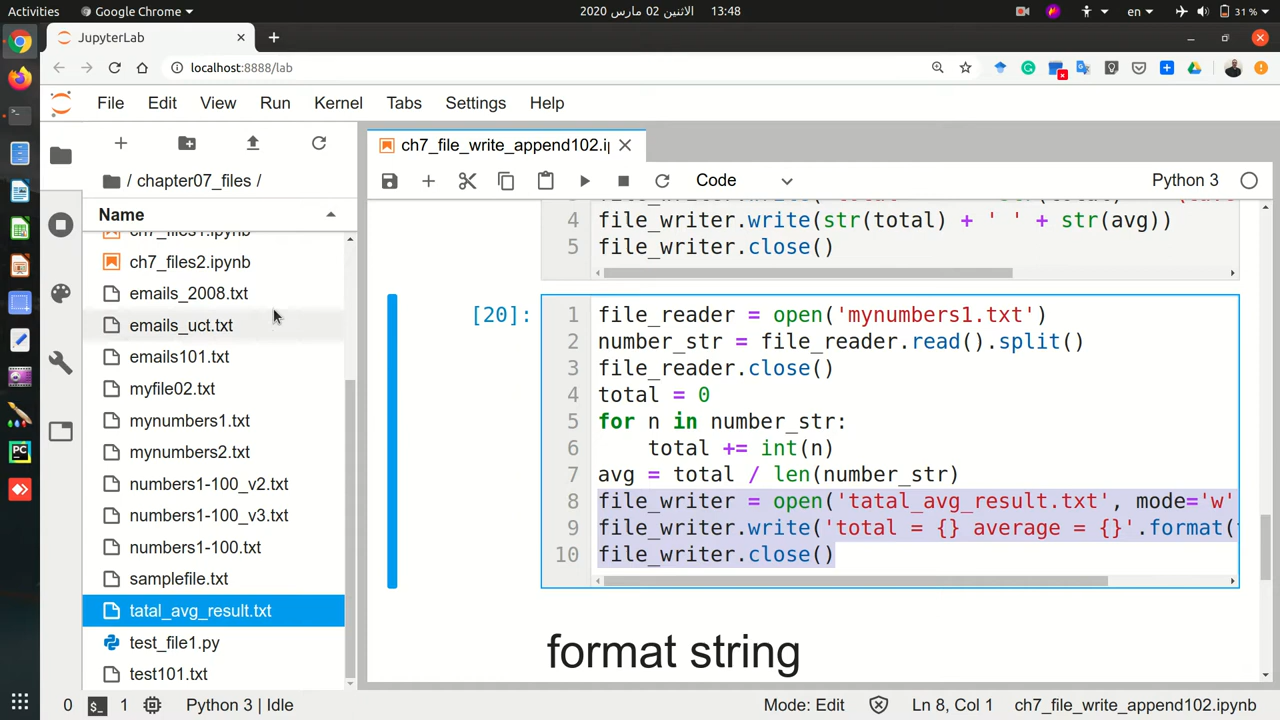 Activities Google Chrome الاثنين 02 مارس 2020 13:48 en 31 %
JupyterLab
localhost:8888/lab
File Edit View Run Kernel Tabs Settings Help
ch7_file_write_append102.i
Code Python 3
/ chapter07_files /
Name
ch7_files1.ipynb
ch7_files2.ipynb
emails_2008.txt
emails_uct.txt
emails101.txt
myfile02.txt
mynumbers1.txt
mynumbers2.txt
numbers1-100_v2.txt
numbers1-100_v3.txt
numbers1-100.txt
samplefile.txt
tatal_avg_result.txt
test_file1.py
test101.txt
4 file_writer.write(str(total) + ' ' + str(avg))
5 file_writer.close()
[20]:
1 file_reader = open('mynumbers1.txt')
2 number_str = file_reader.read().split()
3 file_reader.close()
4 total = 0
5 for n in number_str:
6 total += int(n)
7 avg = total / len(number_str)
8 file_writer = open('tatal_avg_result.txt', mode='w'
9 file_writer.write('total = {} average = {}'.format(
10 file_writer.close()
format string
0 1 Python 3 | Idle Mode: Edit Ln 8, Col 1 ch7_file_write_append102.ipynb